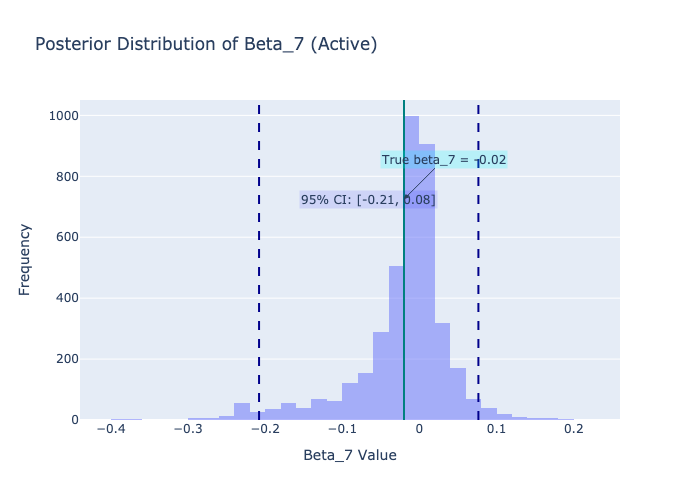 Posterior Distribution of Beta_7 (Active)
1000
True beta_7 = -0.02
800
95% CI: [-0.21, 0.08]
600
400
200
0
Frequency
−0.4
−0.3
−0.2
−0.1
0
0.1
0.2
Beta_7 Value